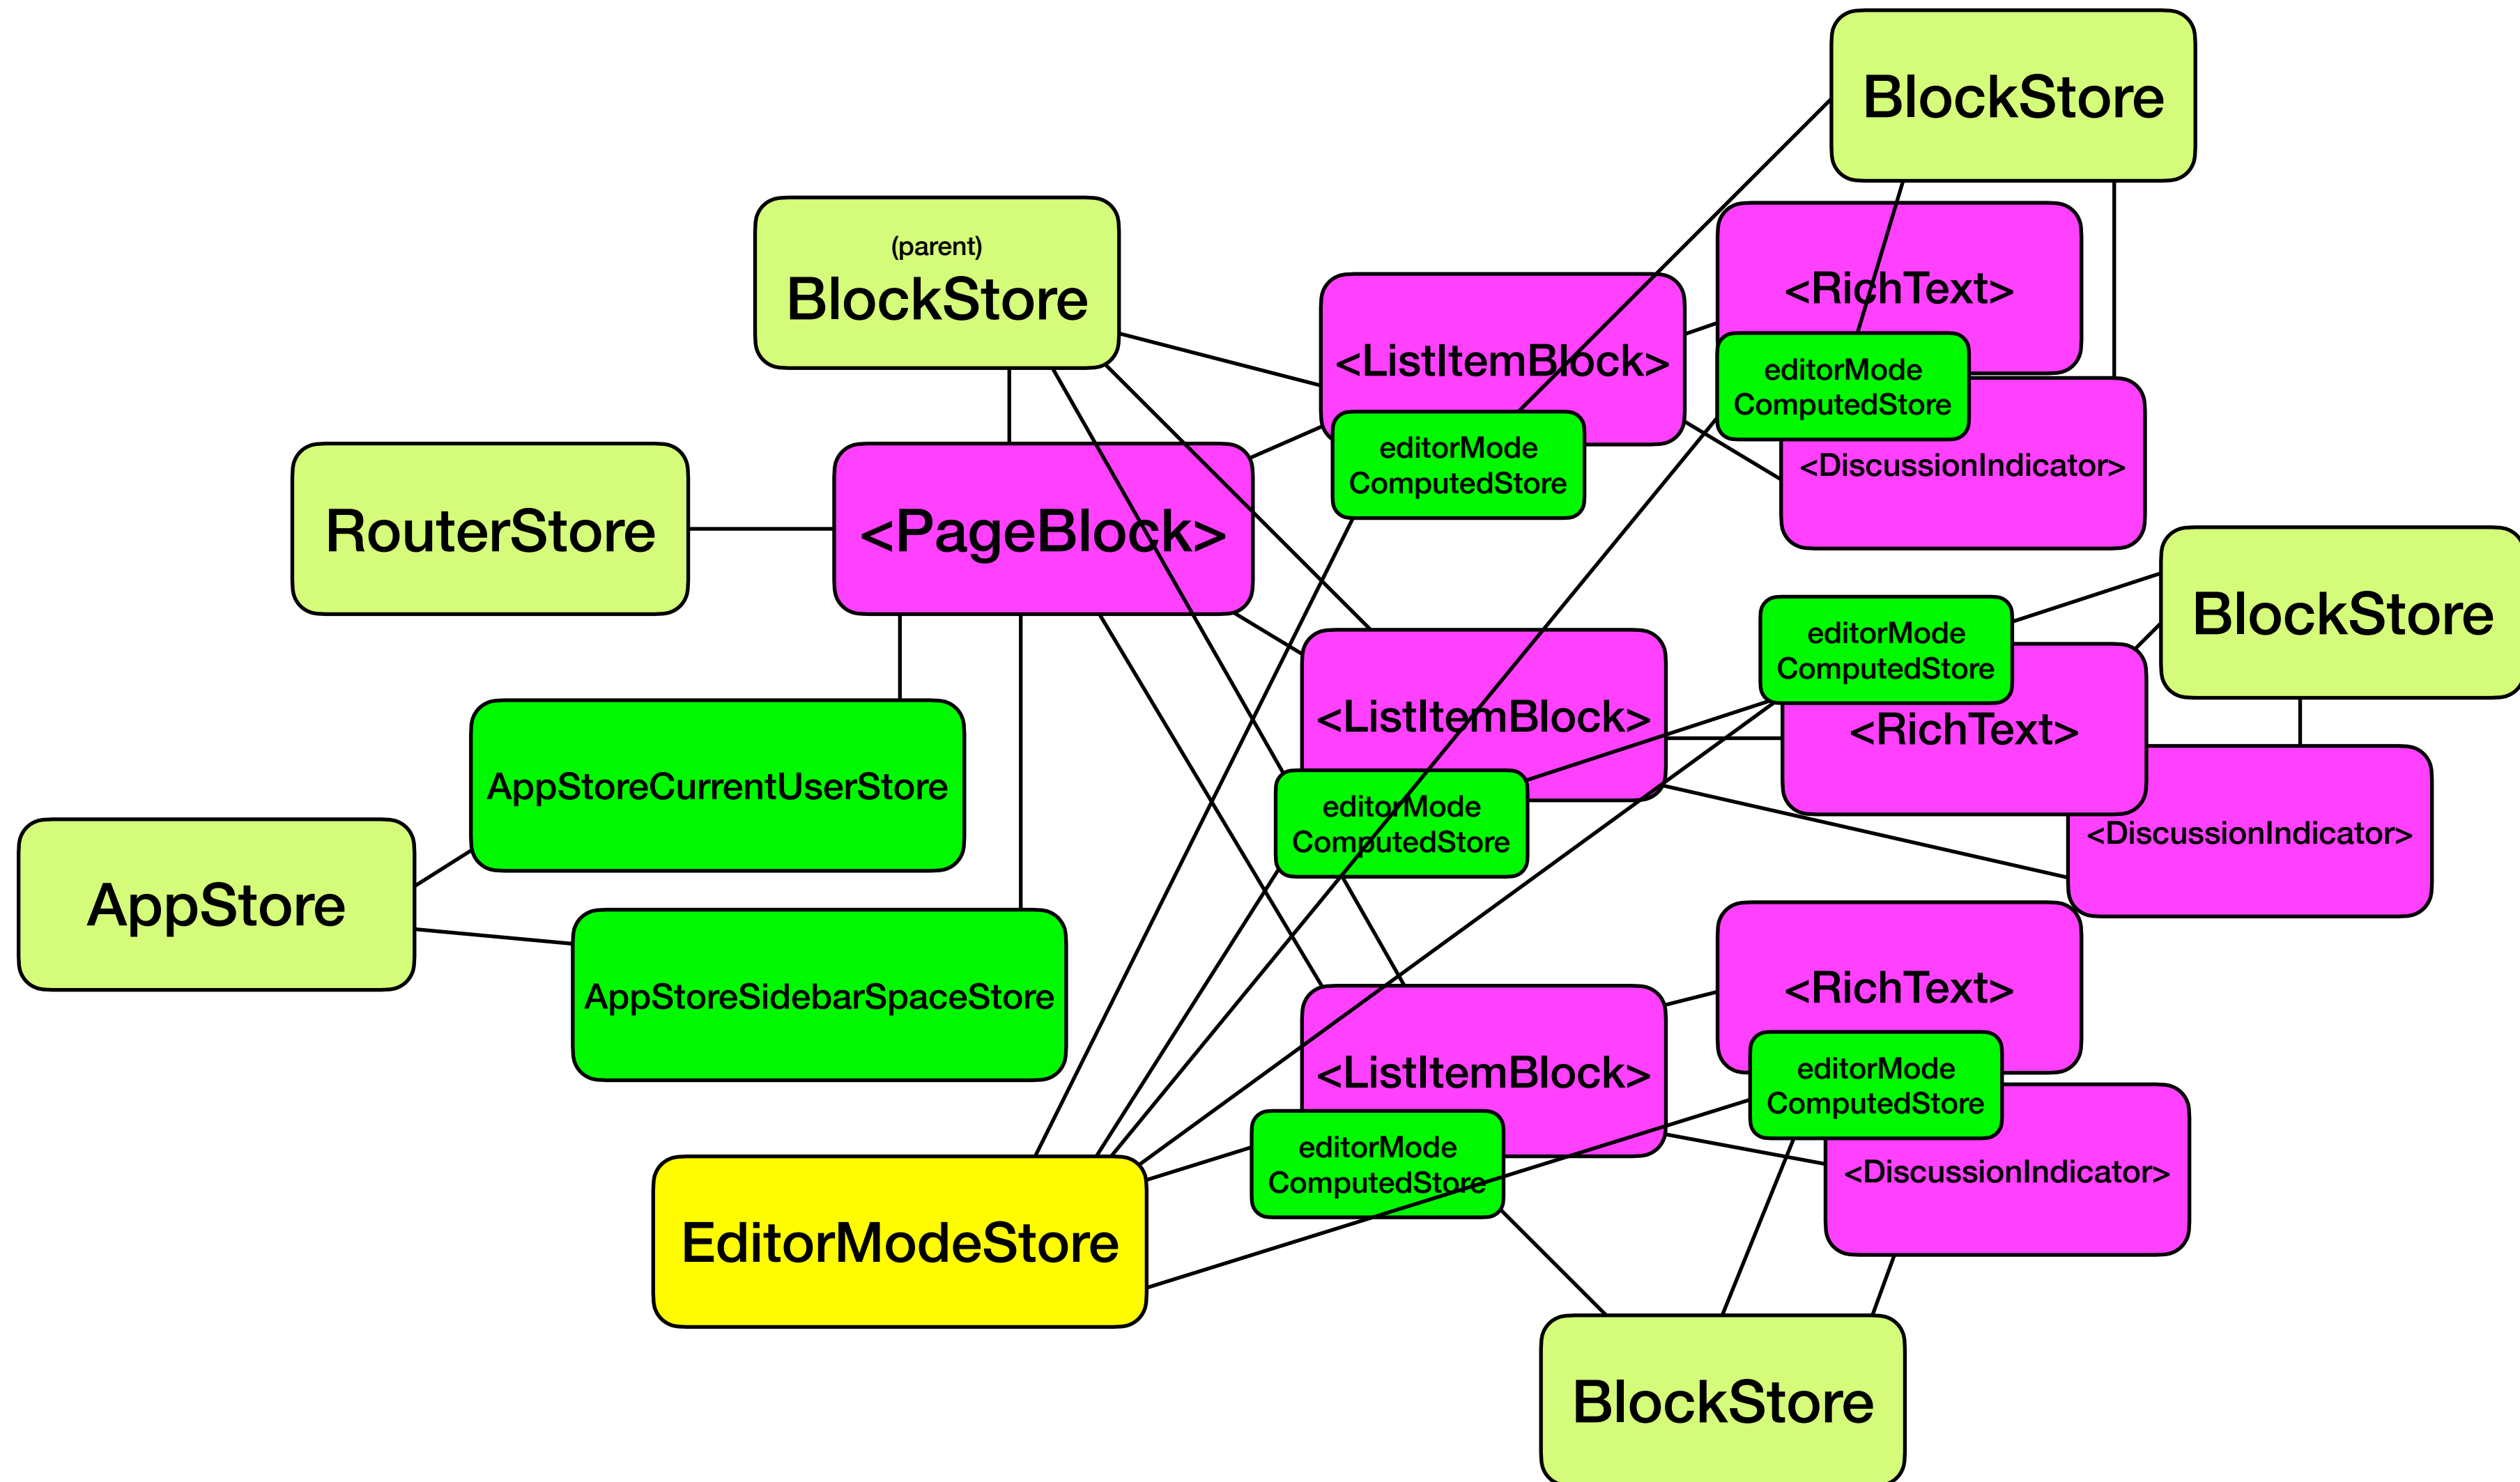 BlockStore
(parent)
BlockStore
<RichText>
<ListItemBlock>
editorMode
ComputedStore
editorMode
ComputedStore
<DiscussionIndicator>
RouterStore
<PageBlock>
BlockStore
editorMode
ComputedStore
<ListItemBlock>
<RichText>
AppStoreCurrentUserStore
editorMode
ComputedStore
<DiscussionIndicator>
AppStore
AppStoreSidebarSpaceStore
<RichText>
<ListItemBlock>
editorMode
ComputedStore
editorMode
ComputedStore
<DiscussionIndicator>
EditorModeStore
BlockStore